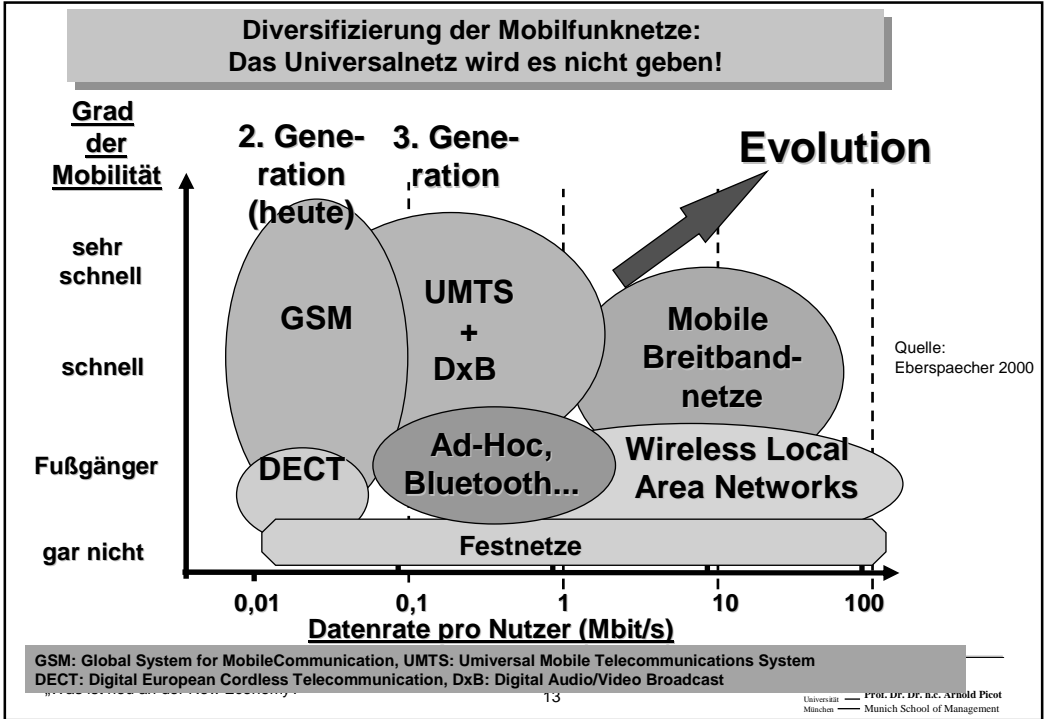 Diversifizierung der Mobilfunknetze:
Das Universalnetz wird es nicht geben!
Grad
der
Mobilität
2. Gene-
ration
(heute)
3. Gene-
ration
Evolution
sehr
schnell
schnell
Fußgänger
gar nicht
GSM
UMTS
+
DxB
Mobile
Breitband-
netze
Quelle:
Eberspaecher 2000
DECT
Ad-Hoc,
Bluetooth...
Wireless Local
Area Networks
Festnetze
0,01
0,1
1
10
100
Datenrate pro Nutzer (Mbit/s)
GSM: Global System for MobileCommunication, UMTS: Umiversal Mobile Telecommunications System
DECT: Digital European Cordless Telecommunication, DxB: Digital Audio/Video Broadcast
13
Universität
München
Prof. Dr. Dr. h.c. Arnold Picot
Munich School of Management